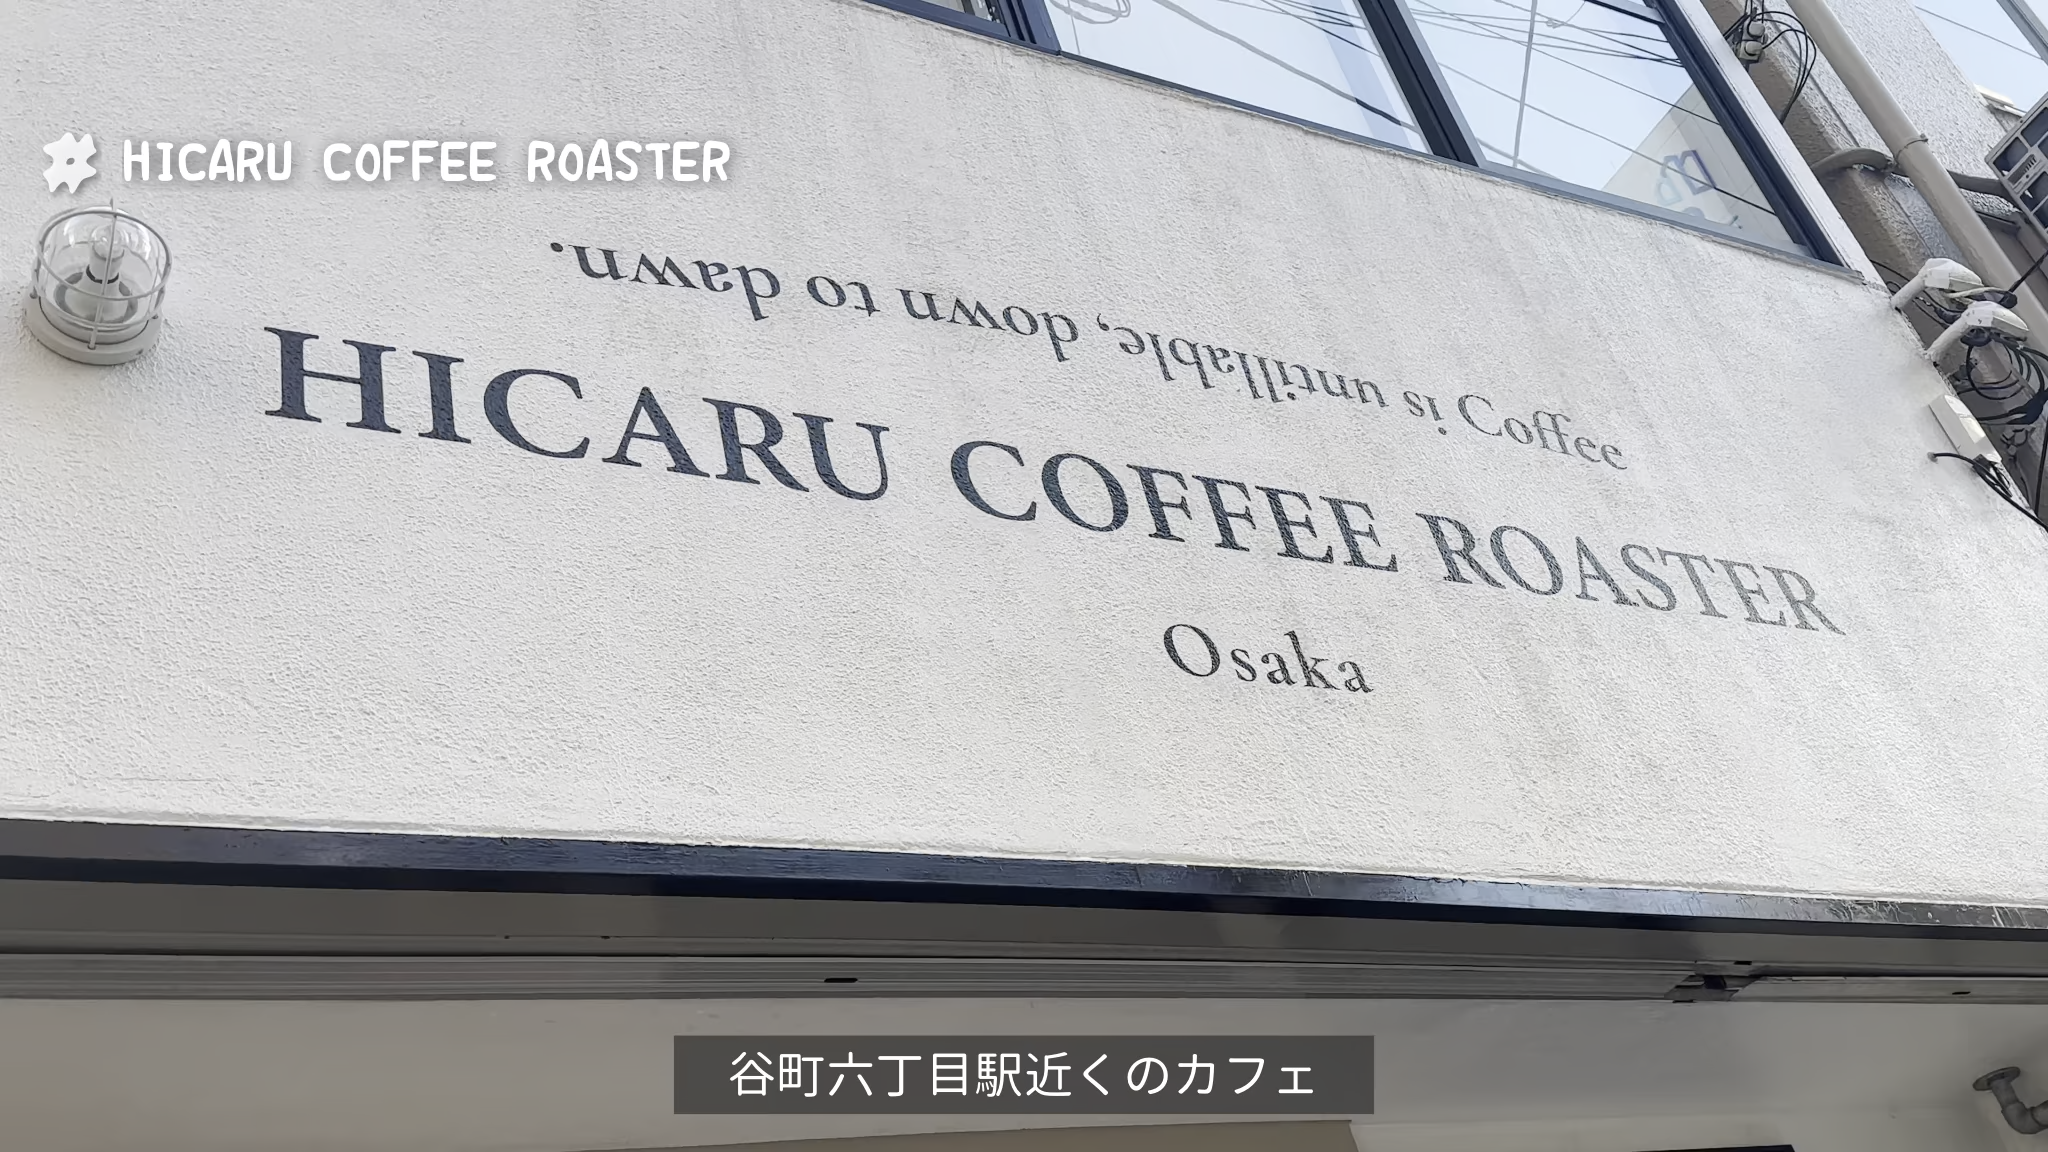 HICARU COFFEE ROASTER
Coffee is untillable, down to dawn.
HICARU COFFEE ROASTER
Osaka
谷町六丁目駅近くのカフェ